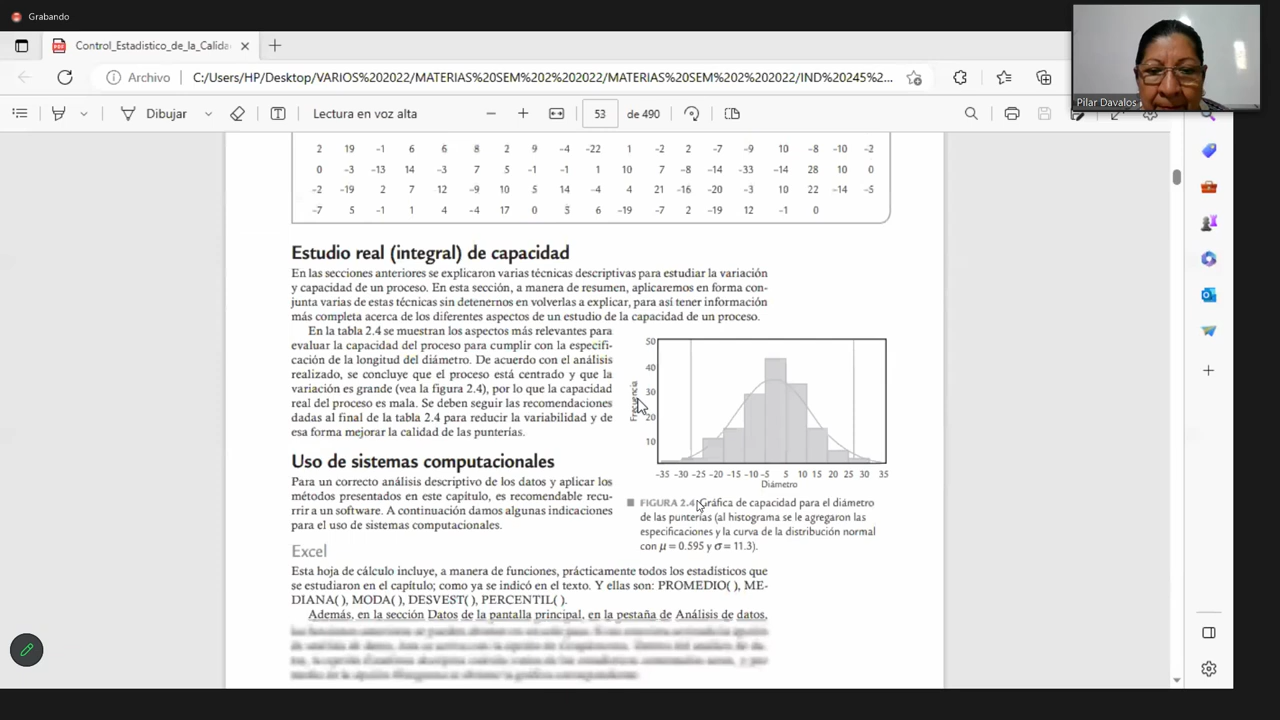 Grabando
Control_Estadistico_de_la_Calida
Archivo
C:/Users/HP/Desktop/VARIOS%202022/MATERIAS%20SEM%202%202022/MATERIAS%20SEM%202%202022/IND%20245%2...
Pilar Davalos
Dibujar
Lectura en voz alta
53
de 490
2 19 -1 6 6 8 2 9 -4 -22 1 -2 2 -7 -9 10 -8 -10 -2
0 -3 -13 14 -3 7 5 -1 -1 1 10 7 -8 -14 -33 -14 28 10 0
-2 -19 2 7 12 -9 10 5 14 -4 4 21 -16 -20 -3 10 22 -14 -5
-7 5 -1 1 4 -4 17 0 3 6 -19 -7 2 -19 12 -1 0
Estudio real (integral) de capacidad
En las secciones anteriores se explicaron varias técnicas descriptivas para estudiar la variación
y capacidad de un proceso. En esta sección, a manera de resumen, aplicaremos en forma con-
junta varias de estas técnicas sin detenernos en volverlas a explicar, para así tener información
más completa acerca de los diferentes aspectos de un estudio de la capacidad de un proceso.
En la tabla 2.4 se muestran los aspectos más relevantes para
evaluar la capacidad del proceso para cumplir con la especifi-
cación de la longitud del diámetro. De acuerdo con el análisis
realizado, se concluye que el proceso está centrado y que la
variación es grande (vea la figura 2.4), por lo que la capacidad
real del proceso es mala. Se deben seguir las recomendaciones
dadas al final de la tabla 2.4 para reducir la variabilidad y de
esa forma mejorar la calidad de las punterías.
Uso de sistemas computacionales
Para un correcto análisis descriptivo de los datos y aplicar los
métodos presentados en este capítulo, es recomendable recu-
rrir a un software. A continuación damos algunas indicaciones
para el uso de sistemas computacionales.
50
40
30
20
10
Frecuencia
-35 -30 -25 -20 -15 -10 -5 5 10 15 20 25 30 35
Diámetro
FIGURA 2.4 Gráfica de capacidad para el diámetro
de las punterías (al histograma se le agregaron las
especificaciones y la curva de la distribución normal
con μ = 0.595 y σ = 11.3).
Excel
Esta hoja de cálculo incluye, a manera de funciones, prácticamente todos los estadísticos que
se estudiaron en el capítulo; como ya se indicó en el texto. Y ellas son: PROMEDIO( ), ME-
DIANA( ), MODA( ), DESVEST( ), PERCENTIL( ).
Además, en la sección Datos de la pantalla principal, en la pestaña de Análisis de datos,